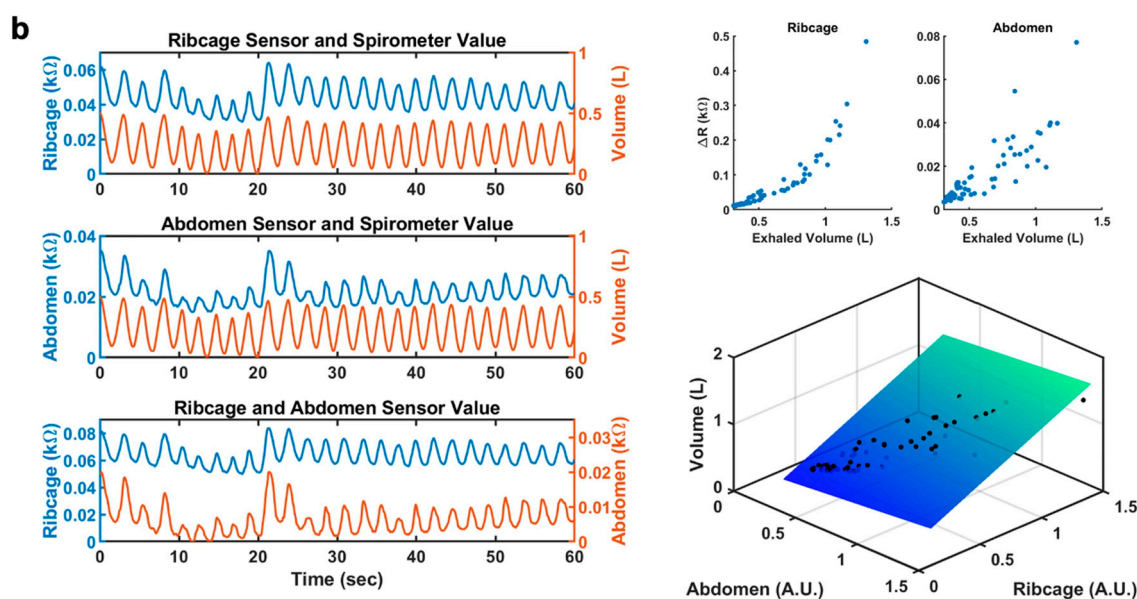 b
Ribcage Sensor and Spirometer Value
Ribcage (kΩ)
0.06
0.04
0.02
0
1
0.5
0
Volume (L)
0 10 20 30 40 50 60
Abdomen Sensor and Spirometer Value
Abdomen (kΩ)
0.04
0.02
0
1
0.5
0
Volume (L)
0 10 20 30 40 50 60
Ribcage and Abdomen Sensor Value
Ribcage (kΩ)
0.08
0.06
0.04
0.02
0
0.03
0.02
0.01
0
Abdomen (kΩ)
0 10 20 30 40 50 60
Time (sec)
Ribcage
ΔR (kΩ)
0.5
0.4
0.3
0.2
0.1
0
0.5 1 1.5
Exhaled Volume (L)
Abdomen
0.08
0.06
0.04
0.02
0
0.5 1 1.5
Exhaled Volume (L)
Volume (L)
2
1
0
0
0.5
1
1.5
Abdomen (A.U.)
0
0.5
1
1.5
Ribcage (A.U.)